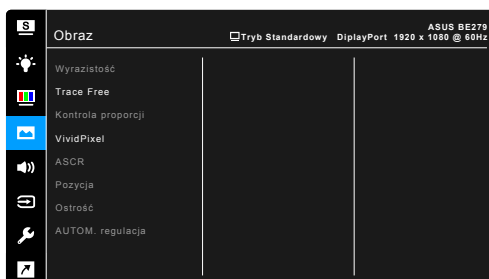 S
Obraz
Tryb Standardowy DiplayPort 1920 x 1080 @ 60Hz
ASUS BE279
Wyrazistość
Trace Free
Kontrola proporcji
VividPixel
ASCR
Pozycja
Ostrość
AUTOM. regulacja